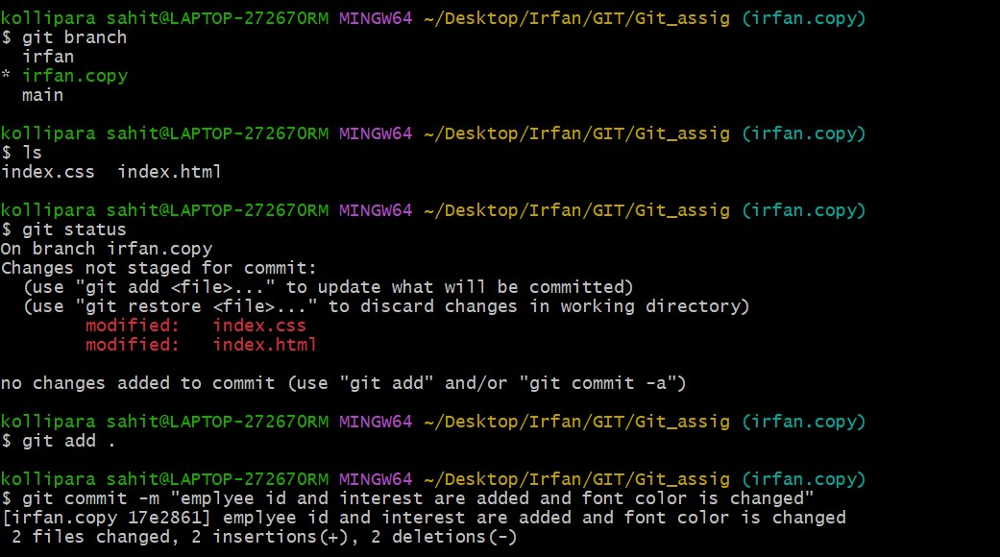 kollipara sahit@LAPTOP-27267ORM MINGW64 ~/Desktop/Irfan/GIT/Git_assig (irfan.copy)
$ git branch
  irfan
* irfan.copy
  main

kollipara sahit@LAPTOP-27267ORM MINGW64 ~/Desktop/Irfan/GIT/Git_assig (irfan.copy)
$ ls
index.css  index.html

kollipara sahit@LAPTOP-27267ORM MINGW64 ~/Desktop/Irfan/GIT/Git_assig (irfan.copy)
$ git status
On branch irfan.copy
Changes not staged for commit:
  (use "git add <file>..." to update what will be committed)
  (use "git restore <file>..." to discard changes in working directory)
        modified:   index.css
        modified:   index.html

no changes added to commit (use "git add" and/or "git commit -a")

kollipara sahit@LAPTOP-27267ORM MINGW64 ~/Desktop/Irfan/GIT/Git_assig (irfan.copy)
$ git add .

kollipara sahit@LAPTOP-27267ORM MINGW64 ~/Desktop/Irfan/GIT/Git_assig (irfan.copy)
$ git commit -m "emplyee id and interest are added and font color is changed"
[irfan.copy 17e2861] emplyee id and interest are added and font color is changed
 2 files changed, 2 insertions(+), 2 deletions(-)